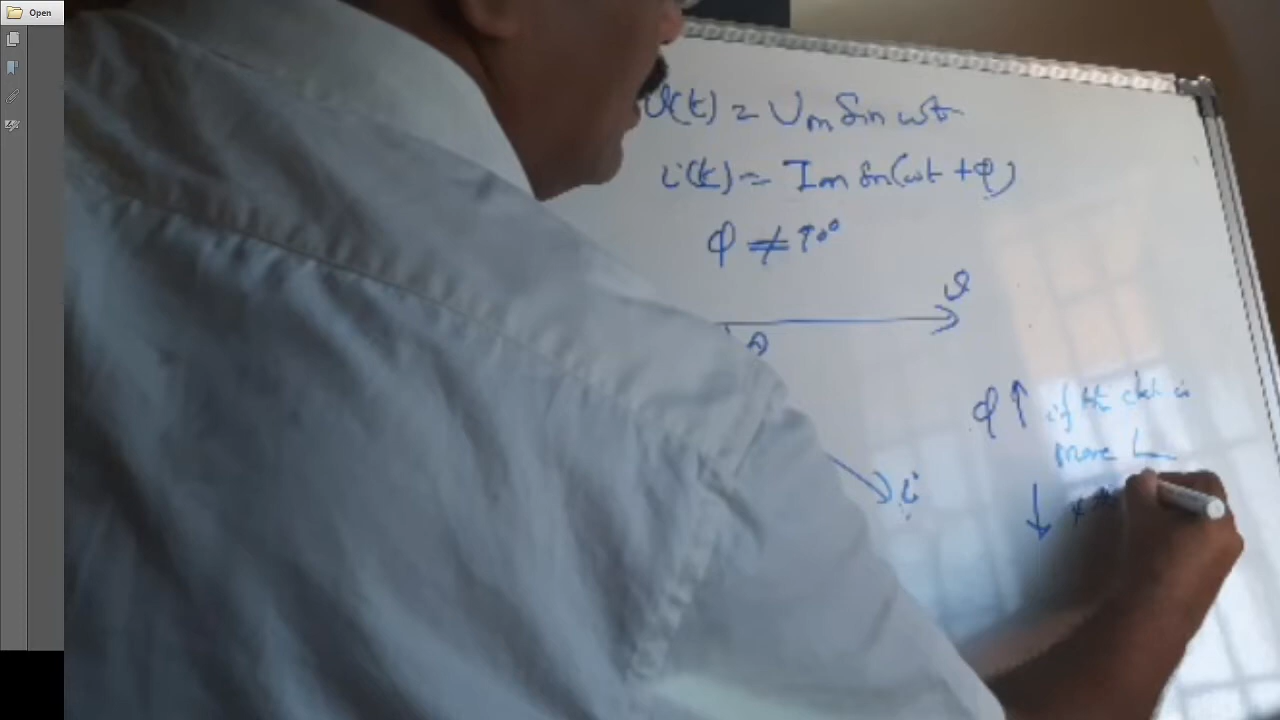 Open
v(t) = Vm Sin ωt
i(t) = Im Sin(ωt + φ)
φ ≠ 90°
v
φ ↑ if the ckt is
more L
i
↓